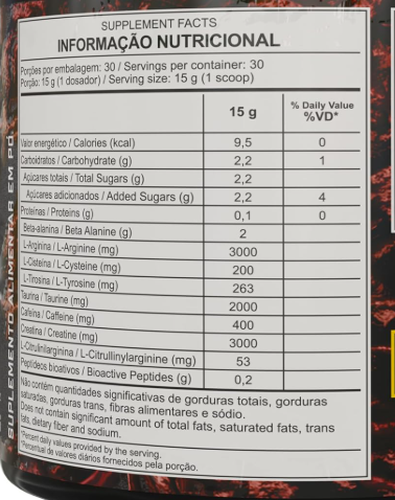 SUPPLEMENT FACTS
INFORMAÇÃO NUTRICIONAL
Porções por embalagem: 30 / Servings per container: 30
Porção: 15 g (1 dosador) / Serving size: 15 g (1 scoop)
15 g % Daily Value %VD*
Valor energético / Calories (kcal) 9,5 0
Carboidratos / Carbohydrate (g) 2,2 1
Açúcares totais / Total Sugars (g) 2,2
Açúcares adicionados / Added Sugars (g) 2,2 4
Proteínas / Proteins (g) 0,1 0
Beta-alanina / Beta Alanine (g) 2
L-Arginina / L-Arginine (mg) 3000
L-Cisteína / L-Cysteine (mg) 200
L-Tirosina / L-Tyrosine (mg) 263
Taurina / Taurine (mg) 2000
Cafeína / Caffeine (mg) 400
Creatina / Creatine (mg) 3000
L-Citrulinilarginina / L-Citrullinylarginine (mg) 53
Peptídeos bioativos / Bioactive Peptides (g) 0,2
Não contém quantidades significativas de gorduras totais, gorduras
saturadas, gorduras trans, fibras alimentares e sódio.
Does not contain significant amount of total fats, saturated fats, trans
fats, dietary fiber and sodium.
*Percent daily values provided by the serving.
*Percentual de valores diários fornecidos pela porção.
SUPLEMENTO ALIMENTAR EM PÓ